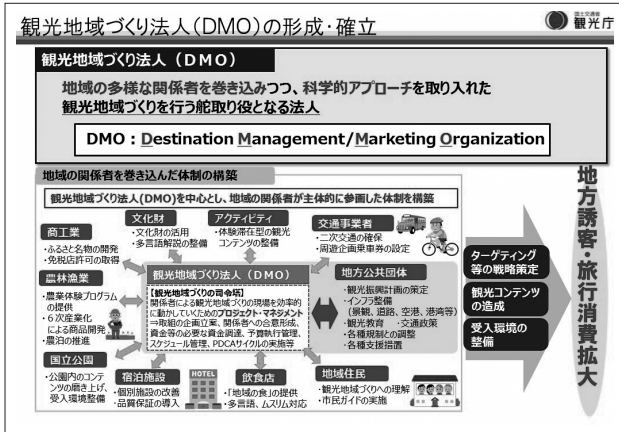 観光地域づくり法人(DMO)の形成・確立
国土交通省
観光庁
観光地域づくり法人(DMO)
地域の多様な関係者を巻き込みつつ、科学的アプローチを取り入れた
観光地域づくりを行う舵取り役となる法人
DMO:Destination Management/Marketing Organization
地域の関係者を巻き込んだ体制の構築
観光地域づくり法人(DMO)を中心とし、地域の関係者が主体的に参画した体制を構築
商工業
・ふるさと名物の開発
・免税店許可の取得
文化財
・文化財の活用
・多言語解説の整備
アクティビティ
・体験滞在型の観光
コンテンツの整備
交通事業者
・二次交通の確保
・周遊企画乗車券の設定
農林漁業
・農業体験プログラム
の提供
・6次産業化
による商品開発
・農泊の推進
観光地域づくり法人(DMO)
【観光地域づくりの司令塔】
関係者による観光地域づくりの現場を効率的
に動かしていくためのプロジェクト・マネジメント
⇒取組の企画立案、関係者への合意形成、
資金等の必要な資金調達、予算執行管理、
スケジュール管理、PDCAサイクルの実施等
地方公共団体
・観光振興計画の策定
・インフラ整備
(景観、道路、空港、港湾等)
・観光教育 ・交通政策
・各種規制との調整
・各種支援措置
国立公園
・公園内のコンテ
ンツの磨き上げ、
受入環境整備
宿泊施設
・個別施設の改善
・品質保証の導入
HOTEL
飲食店
・「地域の食」の提供
・多言語、ムスリム対応
地域住民
・観光地域づくりへの理解
・市民ガイドの実施
ターゲティング
等の戦略策定
観光コンテンツ
の造成
受入環境の
整備
地方誘客・旅行消費拡大